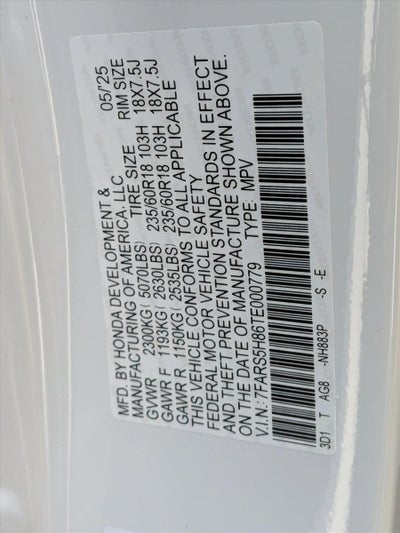 MFD. BY HONDA DEVELOPMENT & 05/25
MANUFACTURING OF AMERICA, LLC
TIRE SIZE RIM SIZE
GVWR 2300KG( 5070LBS)
GAWR F 1193KG( 2630LBS) 235/60R18 103H 18X7.5J
GAWR R 1150KG( 2535LBS) 235/60R18 103H 18X7.5J
THIS VEHICLE CONFORMS TO ALL APPLICABLE
FEDERAL MOTOR VEHICLE SAFETY
AND THEFT PREVENTION STANDARDS IN EFFECT
ON THE DATE OF MANUFACTURE SHOWN ABOVE.
V.I.N.: 7FARS5H86TE000779 TYPE: MPV
3D1 T AG8 -NH883P -S -E